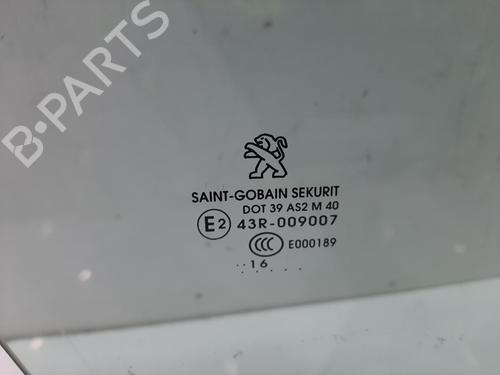 B-PARTS
SAINT-GOBAIN SEKURIT
DOT 39 AS2 M 40
E2 43R-009007
CCC E000189
..16
...